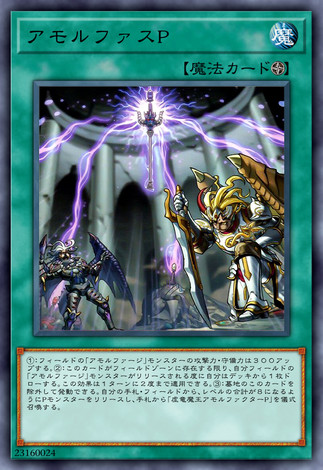 アモルファスP
魔
【魔法カード】
①:フィールドの「アモルファージ」モンスターの攻撃力・守備力は300アッ
プする。②:このカードがフィールドゾーンに存在する限り、自分フィールドの
「アモルファージ」モンスターがリリースされる度に自分はデッキから1枚ド
ローする。この効果は1ターンに2度まで適用できる。③:墓地のこのカードを
除外して発動できる。自分の手札・フィールドから、レベルの合計が8になるよ
うにPモンスターをリリースし、手札から「虚竜魔王アモルファクターP」を儀式
召喚する。
23160024